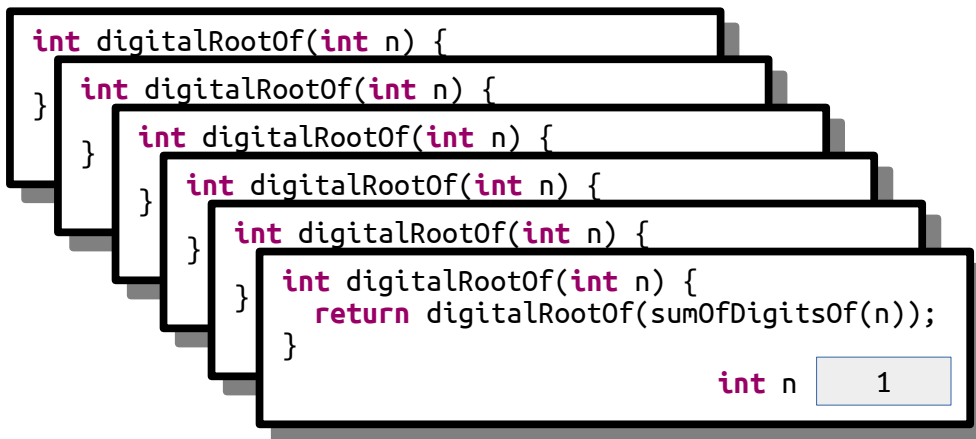 int digitalRootOf(int n) {
}
int digitalRootOf(int n) {
}
int digitalRootOf(int n) {
}
int digitalRootOf(int n) {
}
int digitalRootOf(int n) {
}
int digitalRootOf(int n) {
return digitalRootOf(sumOfDigitsOf(n));
}
int n 1